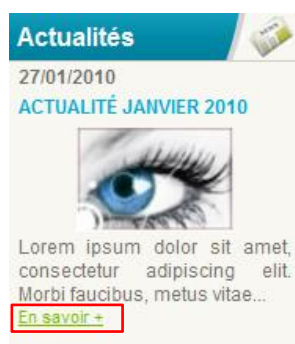 Actualités
27/01/2010
ACTUALITÉ JANVIER 2010
Lorem ipsum dolor sit amet,
consectetur adipiscing elit.
Morbi faucibus, metus vitae...
En savoir +